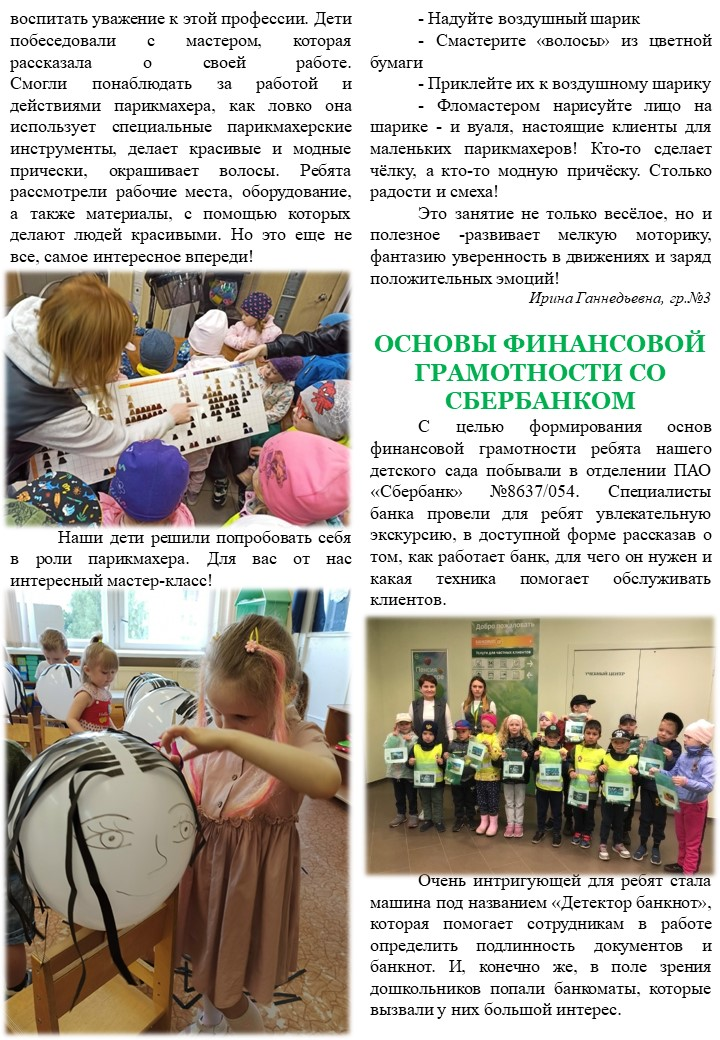 воспитать уважение к этой профессии. Дети
побеседовали с мастером, которая
рассказала о своей работе.
Смогли понаблюдать за работой и
действиями парикмахера, как ловко она
использует специальные парикмахерские
инструменты, делает красивые и модные
прически, окрашивает волосы. Ребята
рассмотрели рабочие места, оборудование,
а также материалы, с помощью которых
делают людей красивыми. Но это еще не
все, самое интересное впереди!
Наши дети решили попробовать себя
в роли парикмахера. Для вас от нас
интересный мастер-класс!
- Надуйте воздушный шарик
- Смастерите «волосы» из цветной
бумаги
- Приклейте их к воздушному шарику
- Фломастером нарисуйте лицо на
шарике - и вуаля, настоящие клиенты для
маленьких парикмахеров! Кто-то сделает
чёлку, а кто-то модную причёску. Столько
радости и смеха!
Это занятие не только весёлое, но и
полезное -развивает мелкую моторику,
фантазию уверенность в движениях и заряд
положительных эмоций!
Ирина Ганнедьевна, гр.№3
ОСНОВЫ ФИНАНСОВОЙ
ГРАМОТНОСТИ СО
СБЕРБАНКОМ
С целью формирования основ
финансовой грамотности ребята нашего
детского сада побывали в отделении ПАО
«Сбербанк» №8637/054. Специалисты
банка провели для ребят увлекательную
экскурсию, в доступной форме рассказав о
том, как работает банк, для чего он нужен и
какая техника помогает обслуживать
клиентов.
Добро пожаловать
УЧЕБНЫЙ ЦЕНТР
Очень интригующей для ребят стала
машина под названием «Детектор банкнот»,
которая помогает сотрудникам в работе
определить подлинность документов и
банкнот. И, конечно же, в поле зрения
дошкольников попали банкоматы, которые
вызвали у них большой интерес.